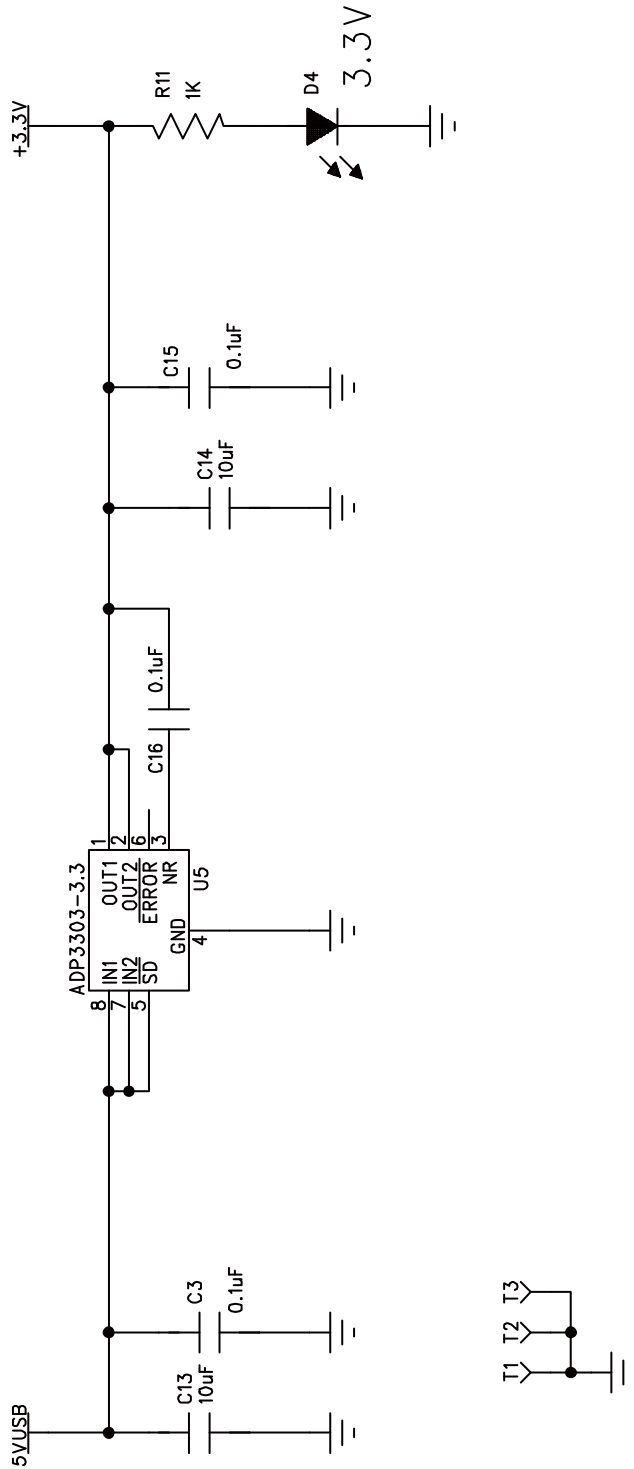 5VUSB
C13
10uF
C3
0.1uF
ADP3303-3.3
8
IN1
7
IN2
5
SD
OUT1
1
OUT2
2
ERROR
6
NR
3
GND
4
U5
C16
0.1uF
C14
10uF
C15
0.1uF
+3.3V
R11
1K
D4
3.3V
T1
T2
T3